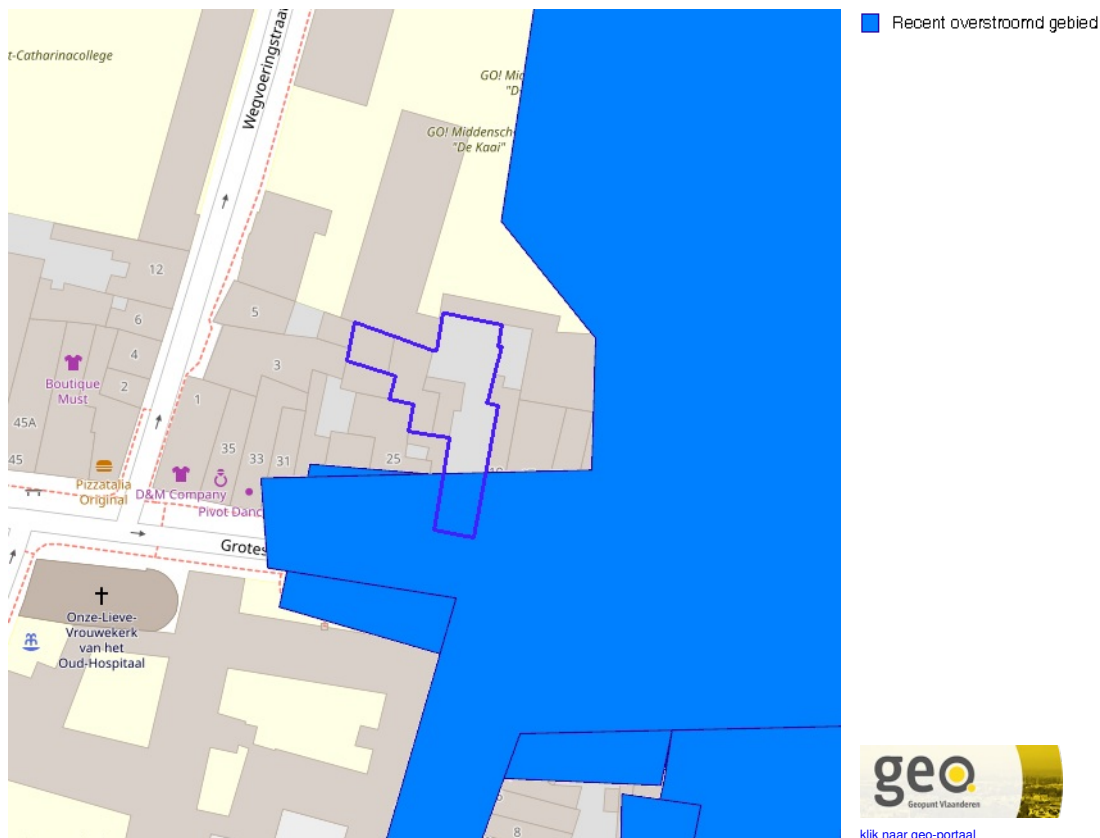 Recent overstroomd gebied
t-Catharinacollege
Wegvoeringstraat
GO! Mid
"D
GO! Middensch
"De Kaai"
12
6
4
2
5
3
1
Boutique
Must
45A
45
35
33
31
25
19
Pizzatalia
Original
D&M Company
Pivot Danc
Grotes
Onze-Lieve-
Vrouwekerk
van het
Oud-Hospitaal
8
geo
Geopunt Vlaanderen
klik naar geo-portaal